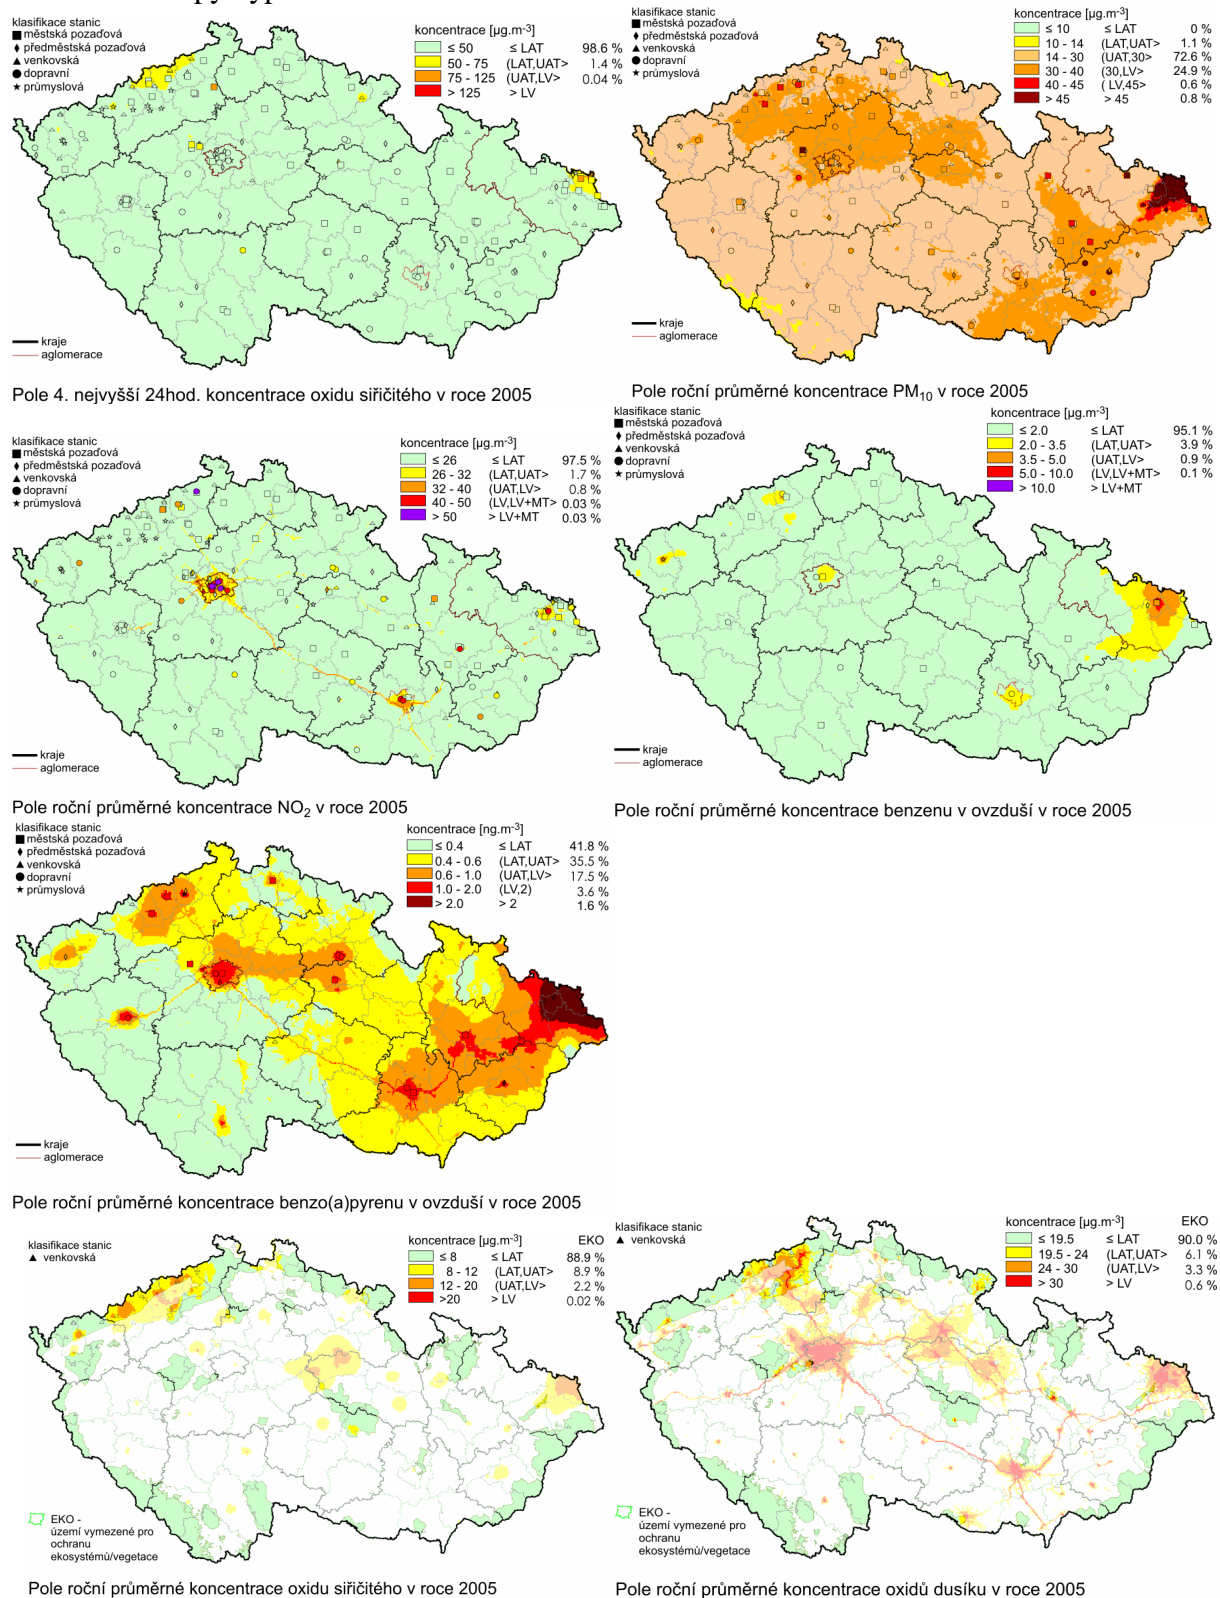 klasifikace stanic
městská pozaďová
předměstská pozaďová
venkovská
dopravní
průmyslová
koncentrace [µg.m-3]
≤ 50 ≤ LAT 98.6 %
50 - 75 (LAT,UAT> 1.4 %
75 - 125 (UAT,LV> 0.04 %
> 125 > LV
kraje
aglomerace
Pole 4. nejvyšší 24hod. koncentrace oxidu siřičitého v roce 2005
klasifikace stanic
městská pozaďová
předměstská pozaďová
venkovská
dopravní
průmyslová
koncentrace [µg.m-3]
≤ 10 ≤ LAT 0 %
10 - 14 (LAT,UAT> 1.1 %
14 - 30 (UAT,30> 72.6 %
30 - 40 (30,LV> 24.9 %
40 - 45 ( LV,45> 0.6 %
> 45 > 45 0.8 %
kraje
aglomerace
Pole roční průměrné koncentrace PM10 v roce 2005
klasifikace stanic
městská pozaďová
předměstská pozaďová
venkovská
dopravní
průmyslová
koncentrace [µg.m-3]
≤ 26 ≤ LAT 97.5 %
26 - 32 (LAT,UAT> 1.7 %
32 - 40 (UAT,LV> 0.8 %
40 - 50 (LV,LV+MT> 0.03 %
> 50 > LV+MT 0.03 %
kraje
aglomerace
Pole roční průměrné koncentrace NO2 v roce 2005
klasifikace stanic
městská pozaďová
předměstská pozaďová
venkovská
dopravní
průmyslová
koncentrace [µg.m-3]
≤ 2.0 ≤ LAT 95.1 %
2.0 - 3.5 (LAT,UAT> 3.9 %
3.5 - 5.0 (UAT,LV> 0.9 %
5.0 - 10.0 (LV,LV+MT> 0.1 %
> 10.0 > LV+MT
kraje
aglomerace
Pole roční průměrné koncentrace benzenu v ovzduší v roce 2005
klasifikace stanic
městská pozaďová
předměstská pozaďová
venkovská
dopravní
průmyslová
koncentrace [ng.m-3]
≤ 0.4 ≤ LAT 41.8 %
0.4 - 0.6 (LAT,UAT> 35.5 %
0.6 - 1.0 (UAT,LV> 17.5 %
1.0 - 2.0 (LV,2) 3.6 %
> 2.0 > 2 1.6 %
kraje
aglomerace
Pole roční průměrné koncentrace benzo(a)pyrenu v ovzduší v roce 2005
klasifikace stanic
venkovská
koncentrace [µg.m-3] EKO
≤ 8 ≤ LAT 88.9 %
8 - 12 (LAT,UAT> 8.9 %
12 - 20 (UAT,LV> 2.2 %
>20 > LV 0.02 %
EKO -
území vymezené pro
ochranu
ekosystémů/vegetace
Pole roční průměrné koncentrace oxidu siřičitého v roce 2005
klasifikace stanic
venkovská
koncentrace [µg.m-3] EKO
≤ 19.5 ≤ LAT 90.0 %
19.5 - 24 (LAT,UAT> 6.1 %
24 - 30 (UAT,LV> 3.3 %
> 30 > LV 0.6 %
EKO -
území vymezené pro
ochranu
ekosystémů/vegetace
Pole roční průměrné koncentrace oxidů dusíku v roce 2005